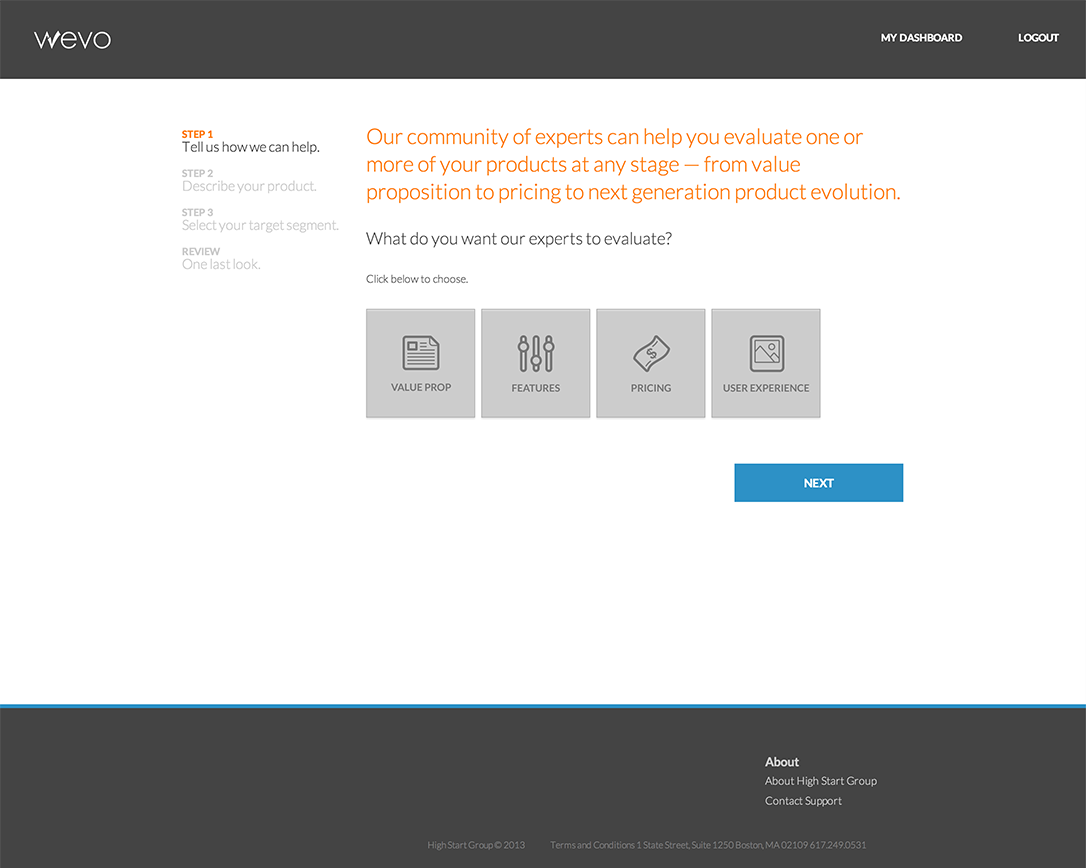 wevo
MY DASHBOARD
LOGOUT
STEP 1
Tell us how we can help.
STEP 2
Describe your product.
STEP 3
Select your target segment.
REVIEW
One last look.
Our community of experts can help you evaluate one or
more of your products at any stage — from value
proposition to pricing to next generation product evolution.
What do you want our experts to evaluate?
Click below to choose.
VALUE PROP
FEATURES
$
PRICING
USER EXPERIENCE
NEXT
About
About High Start Group
Contact Support
High Start Group © 2013
Terms and Conditions 1 State Street, Suite 1250 Boston, MA 02109 617.249.0531